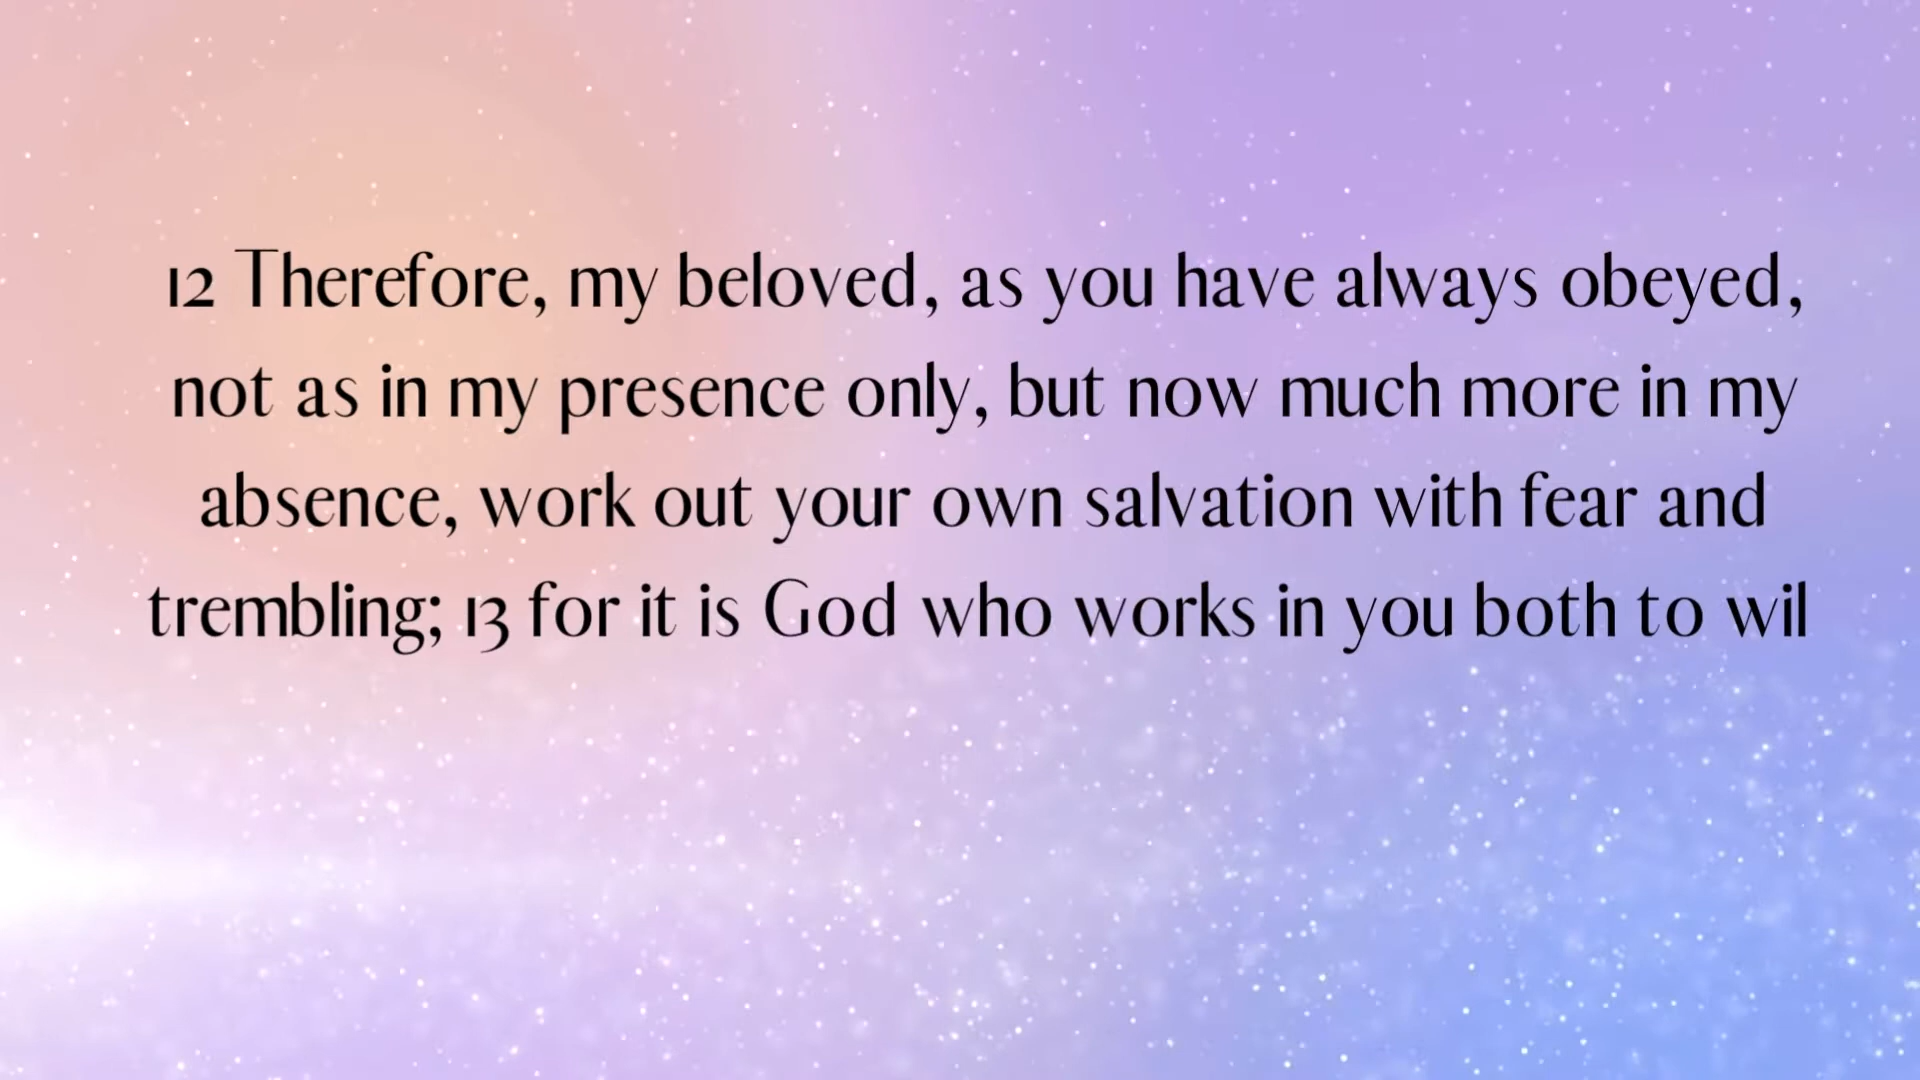 12 Therefore, my beloved, as you have always obeyed,
not as in my presence only, but now much more in my
absence, work out your own salvation with fear and
trembling; 13 for it is God who works in you both to wil